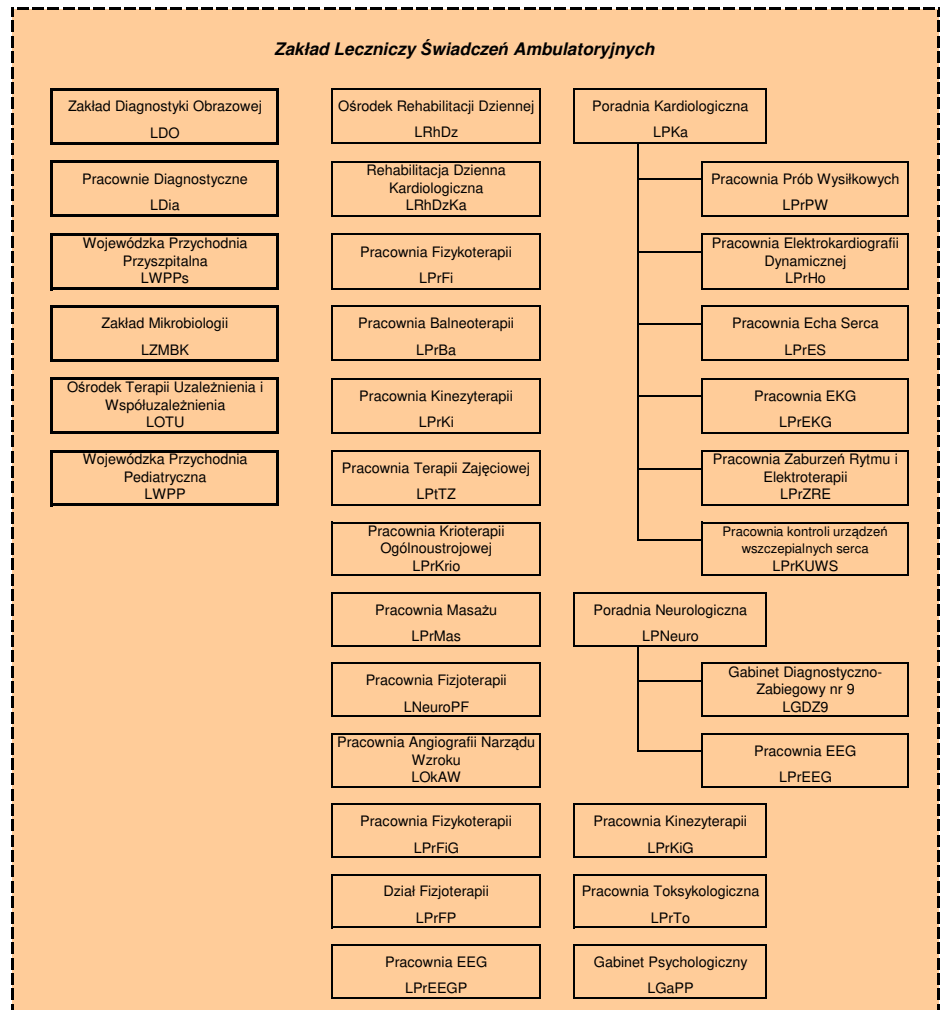 Zakład Leczniczy Świadczeń Ambulatoryjnych
Zakład Diagnostyki Obrazowej
LDO
Pracownie Diagnostyczne
LDia
Wojewódzka Przychodnia
Przyszpitalna
LWPPs
Zakład Mikrobiologii
LZMBK
Ośrodek Terapii Uzależnienia i
Współuzależnienia
LOTU
Wojewódzka Przychodnia
Pediatryczna
LWPP
Ośrodek Rehabilitacji Dziennej
LRhDz
Rehabilitacja Dzienna
Kardiologiczna
LRhDzKa
Pracownia Fizykoterapii
LPrFi
Pracownia Balneoterapii
LPrBa
Pracownia Kinezyterapii
LPrKi
Pracownia Terapii Zajęciowej
LPtTZ
Pracownia Krioterapii
Ogólnoustrojowej
LPrKrio
Pracownia Masażu
LPrMas
Pracownia Fizjoterapii
LNeuroPF
Pracownia Angiografii Narządu
Wzroku
LOkAW
Pracownia Fizykoterapii
LPrFiG
Dział Fizjoterapii
LPrFP
Pracownia EEG
LPrEEGP
Poradnia Kardiologiczna
LPKa
Pracownia Prób Wysiłkowych
LPrPW
Pracownia Elektrokardiografii
Dynamicznej
LPrHo
Pracownia Echa Serca
LPrES
Pracownia EKG
LPrEKG
Pracownia Zaburzeń Rytmu i
Elektroterapii
LPrZRE
Pracownia kontroli urządzeń
wszczepialnych serca
LPrKUWS
Poradnia Neurologiczna
LPNeuro
Gabinet Diagnostyczno-
Zabiegowy nr 9
LGDZ9
Pracownia EEG
LPrEEG
Pracownia Kinezyterapii
LPrKiG
Pracownia Toksykologiczna
LPrTo
Gabinet Psychologiczny
LGaPP